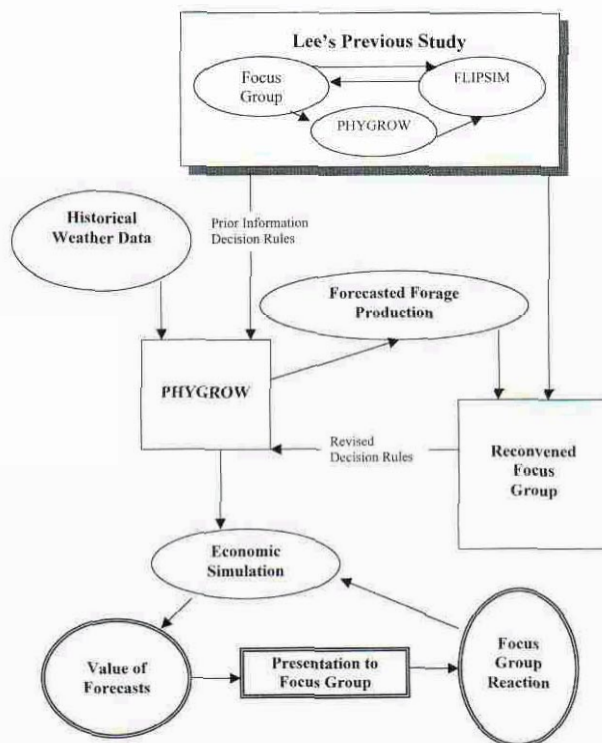 Lee's Previous Study
Focus
Group
FLIPSIM
PHYGROW
Historical
Weather Data
Prior Information
Decision Rules
Forecasted Forage
Production
PHYGROW
Revised
Decision Rules
Reconvened
Focus
Group
Economic
Simulation
Value of
Forecasts
Presentation to
Focus Group
Focus
Group
Reaction